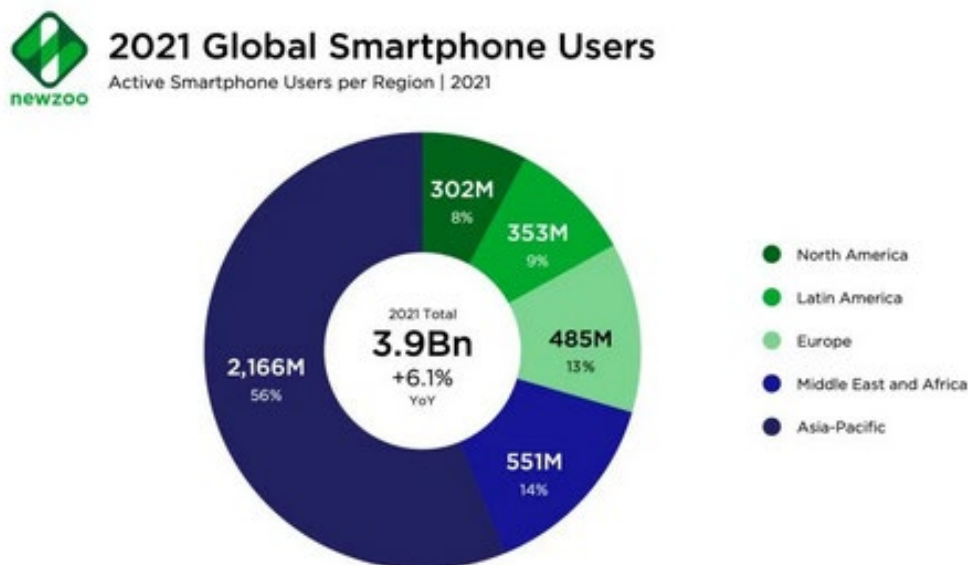 newzoo
2021 Global Smartphone Users
Active Smartphone Users per Region | 2021
302M
8%
353M
9%
485M
13%
551M
14%
2,166M
56%
2021 Total
3.9Bn
+6.1%
YoY
North America
Latin America
Europe
Middle East and Africa
Asia-Pacific